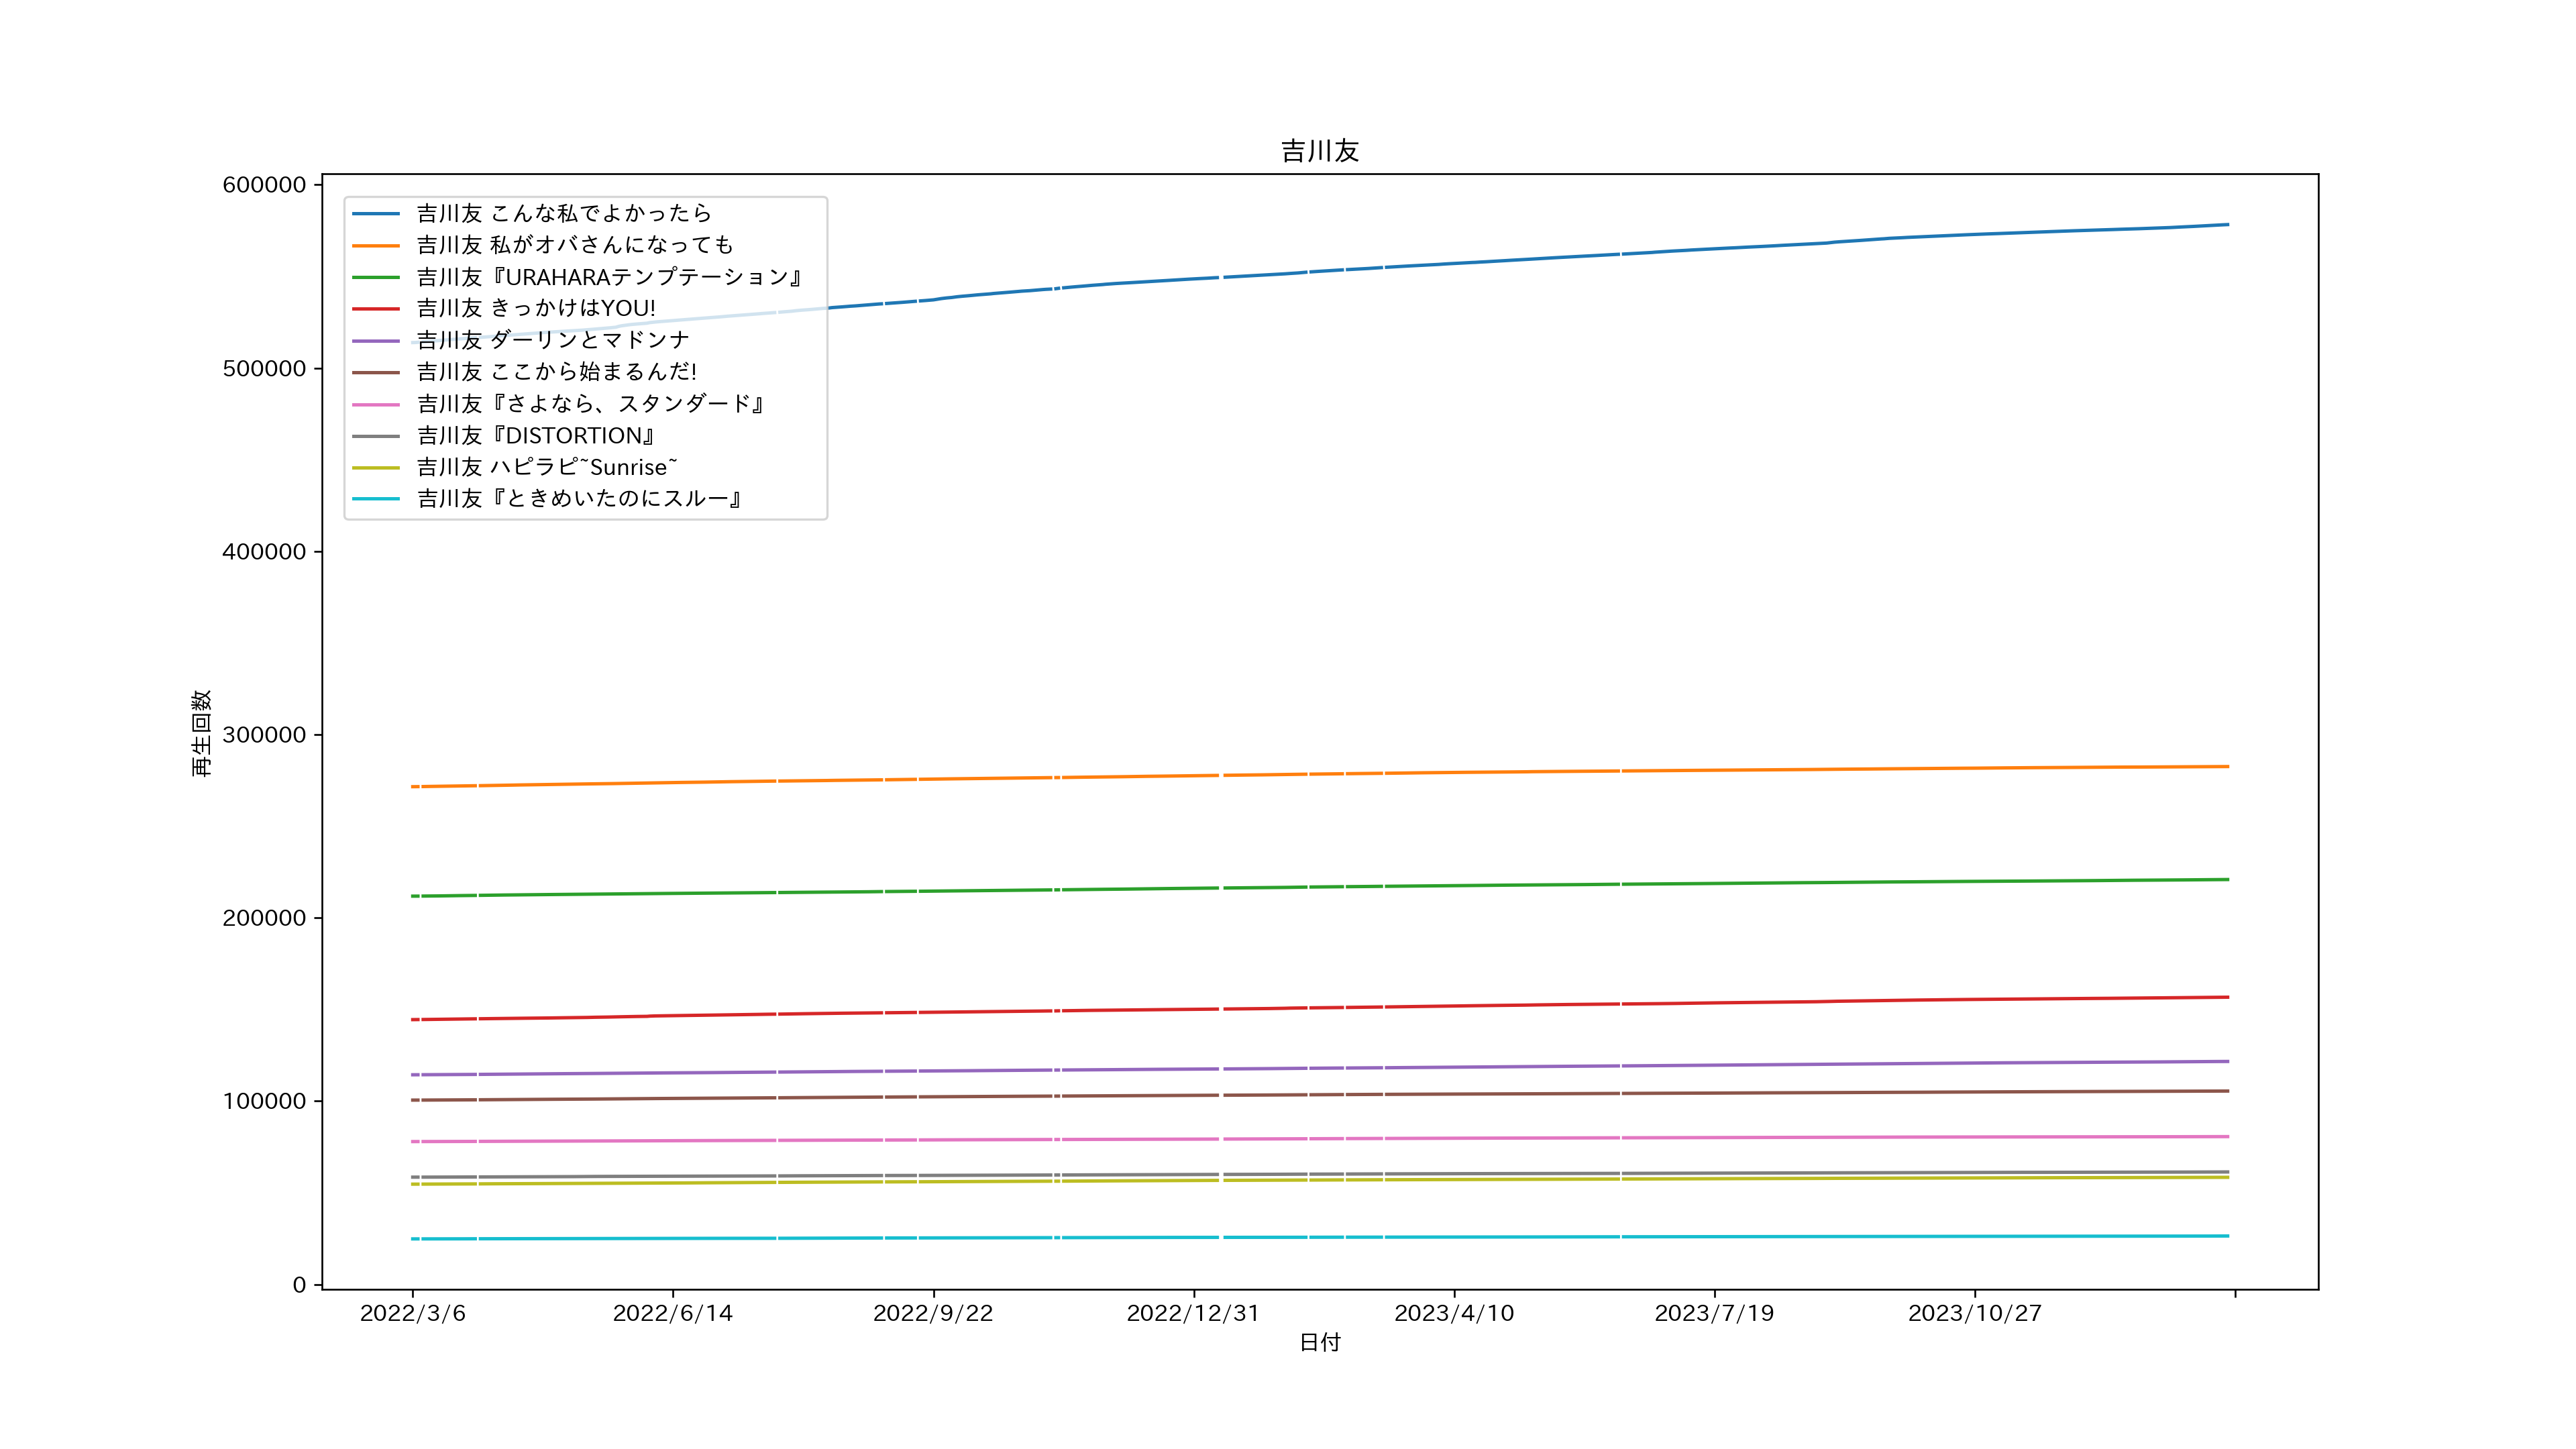 吉川友
600000
500000
400000
300000
200000
100000
0
再生回数
吉川友 こんな私でよかったら
吉川友 私がオバさんになっても
吉川友『URAHARAテンプテーション』
吉川友 きっかけはYOU!
吉川友 ダーリンとマドンナ
吉川友 ここから始まるんだ!
吉川友『さよなら、スタンダード』
吉川友『DISTORTION』
吉川友 ハピラピ~Sunrise~
吉川友『ときめいたのにスルー』
2022/3/6
2022/6/14
2022/9/22
2022/12/31
2023/4/10
2023/7/19
2023/10/27
日付